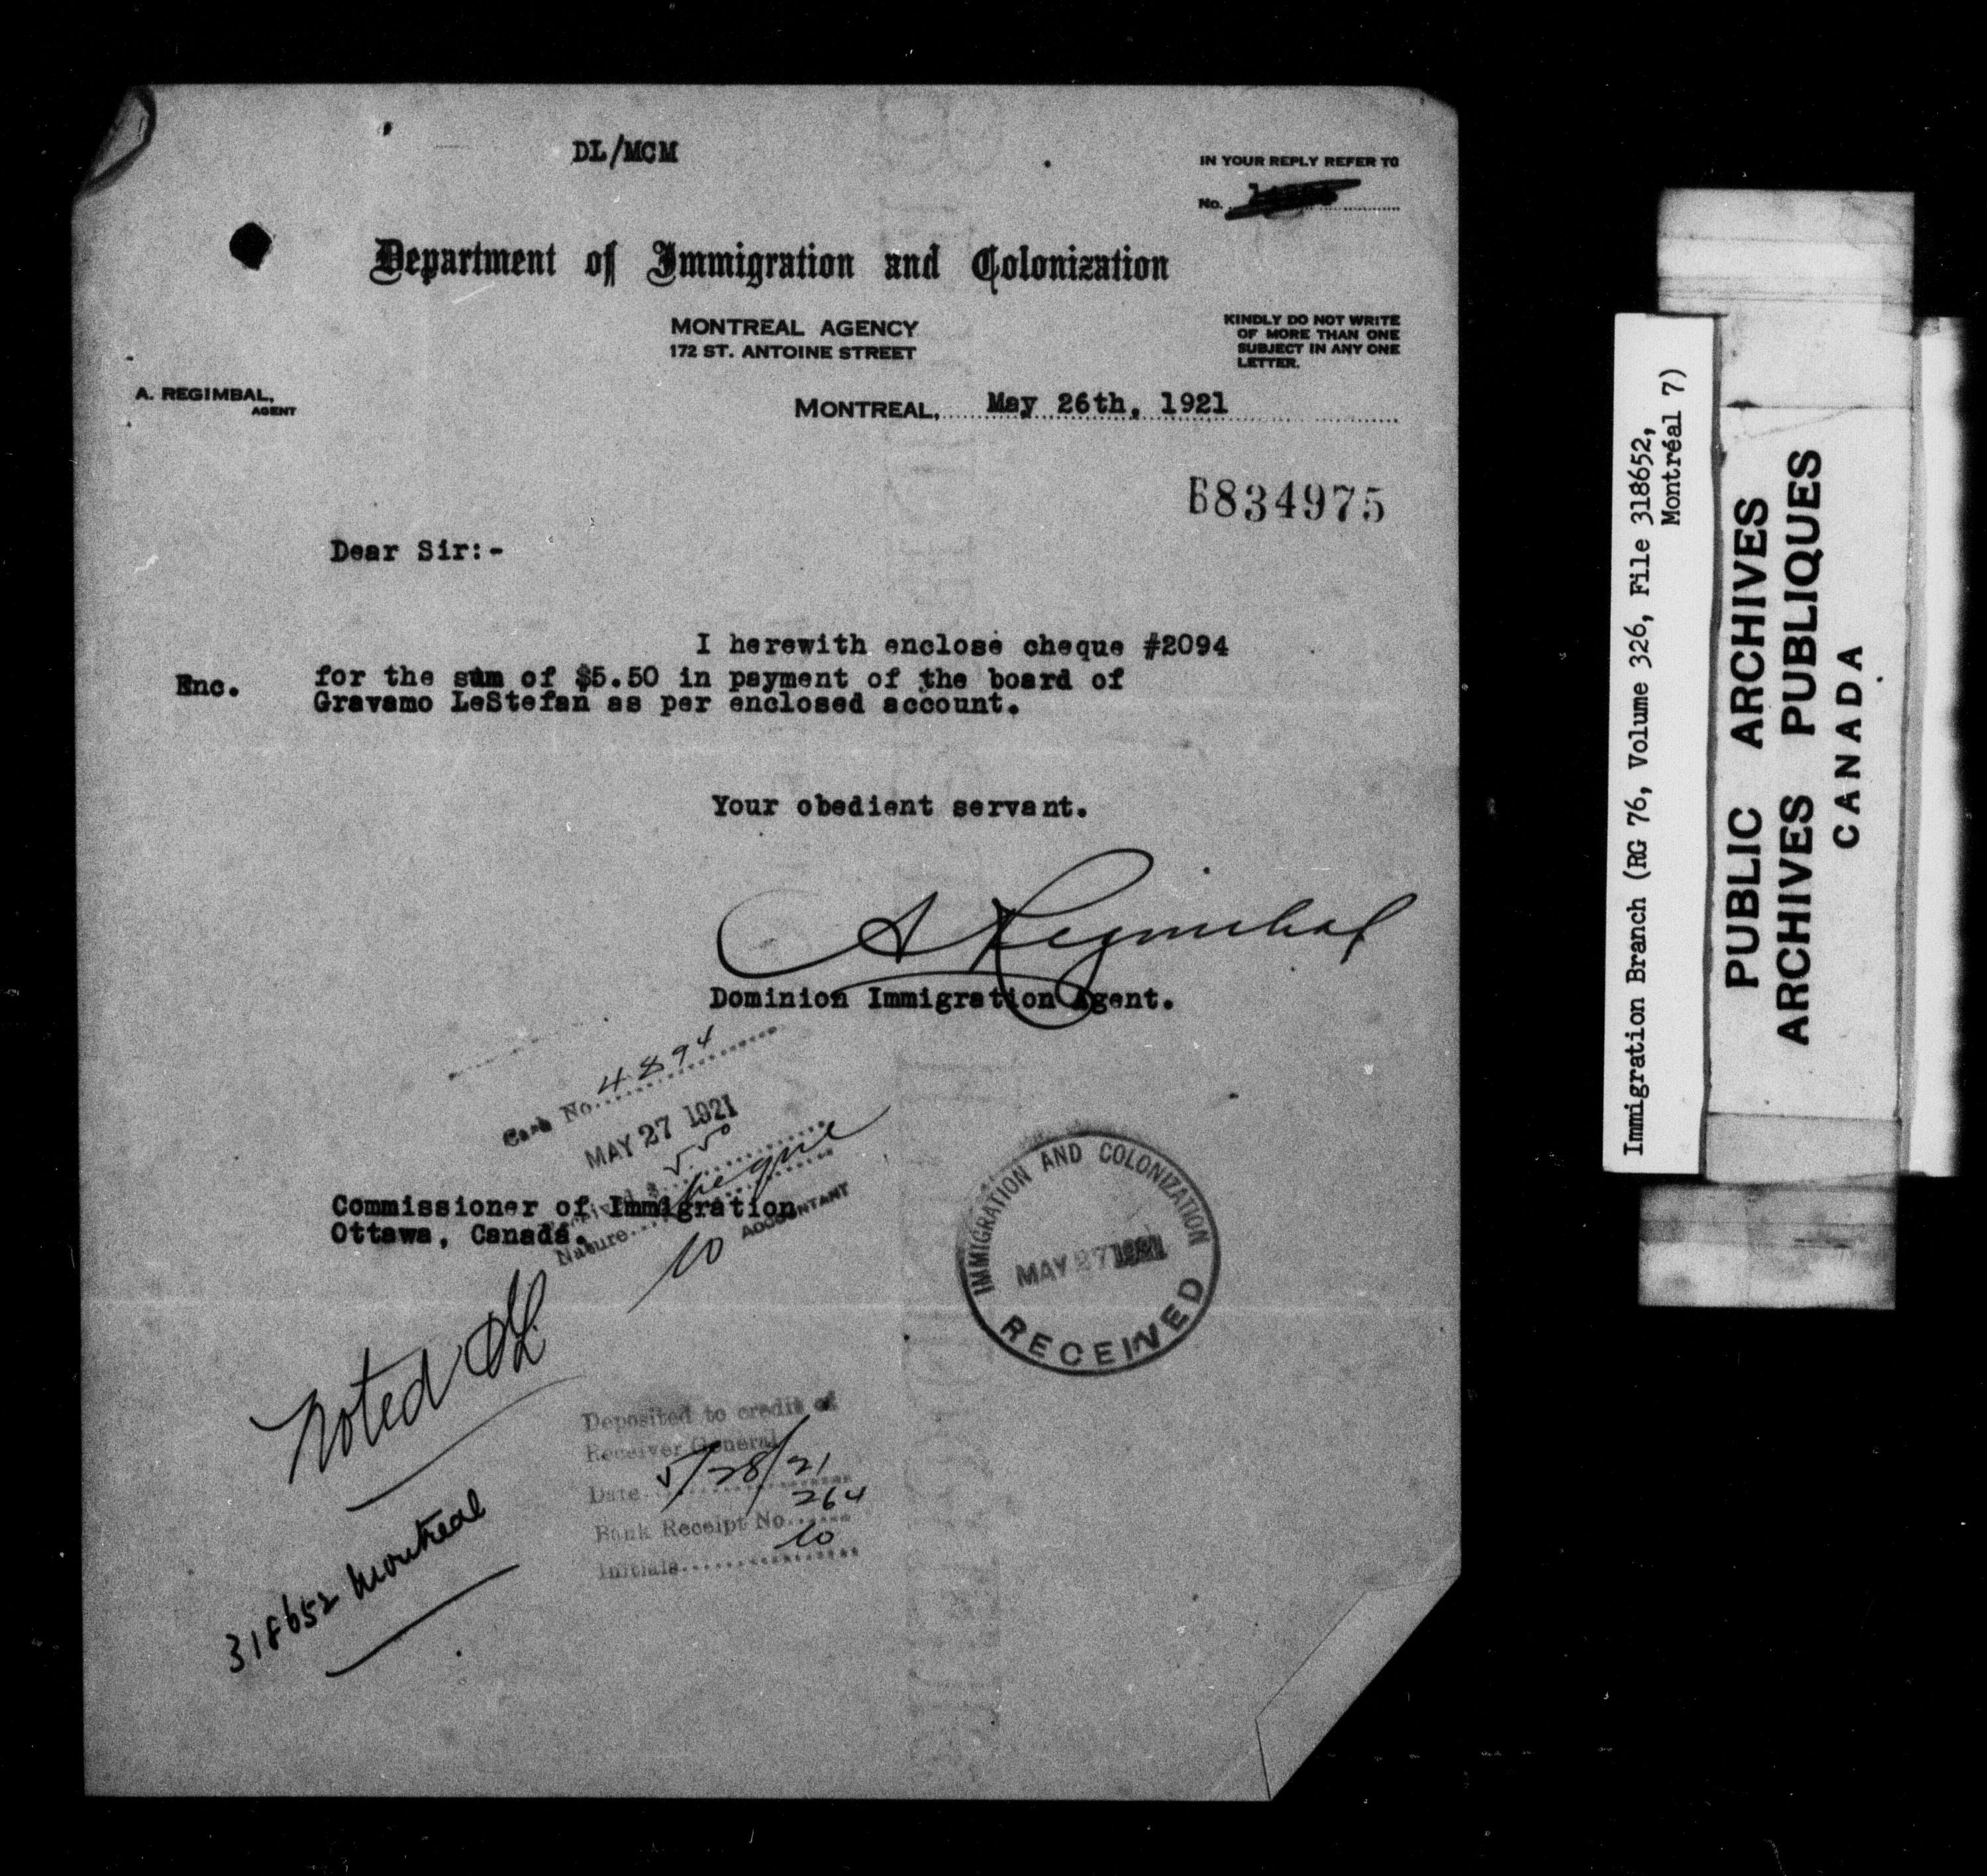 DL/MCM
IN YOUR REPLY REFER TO
No.
Department of Immigration and Colonization
MONTREAL AGENCY
172 ST. ANTOINE STREET
KINDLY DO NOT WRITE
OF MORE THAN ONE
SUBJECT IN ANY ONE
LETTER.
A. REGIMBAL,
AGENT
MONTREAL, May 26th, 1921
B834975
Dear Sir:-
I herewith enclose cheque #2094
Enc. for the sum of $5.50 in payment of the board of
Gravamo LeStefan as per enclosed account.
Your obedient servant.
A Regimbal
Dominion Immigration Agent.
Cash No. 4894
MAY 27 1921
Received $ 550
Nature Cheque
ACCOUNTANT
Commissioner of Immigration
Ottawa, Canada.
IMMIGRATION AND COLONIZATION
MAY 27 1921
RECEIVED
Noted
Deposited to credit of
Receiver General
Date 5/28/21
Bank Receipt No. 264
Initials
318652 Montreal
Immigration Branch (RG 76, Volume 326, File 318652,
Montréal 7)
PUBLIC ARCHIVES
ARCHIVES PUBLIQUES
CANADA